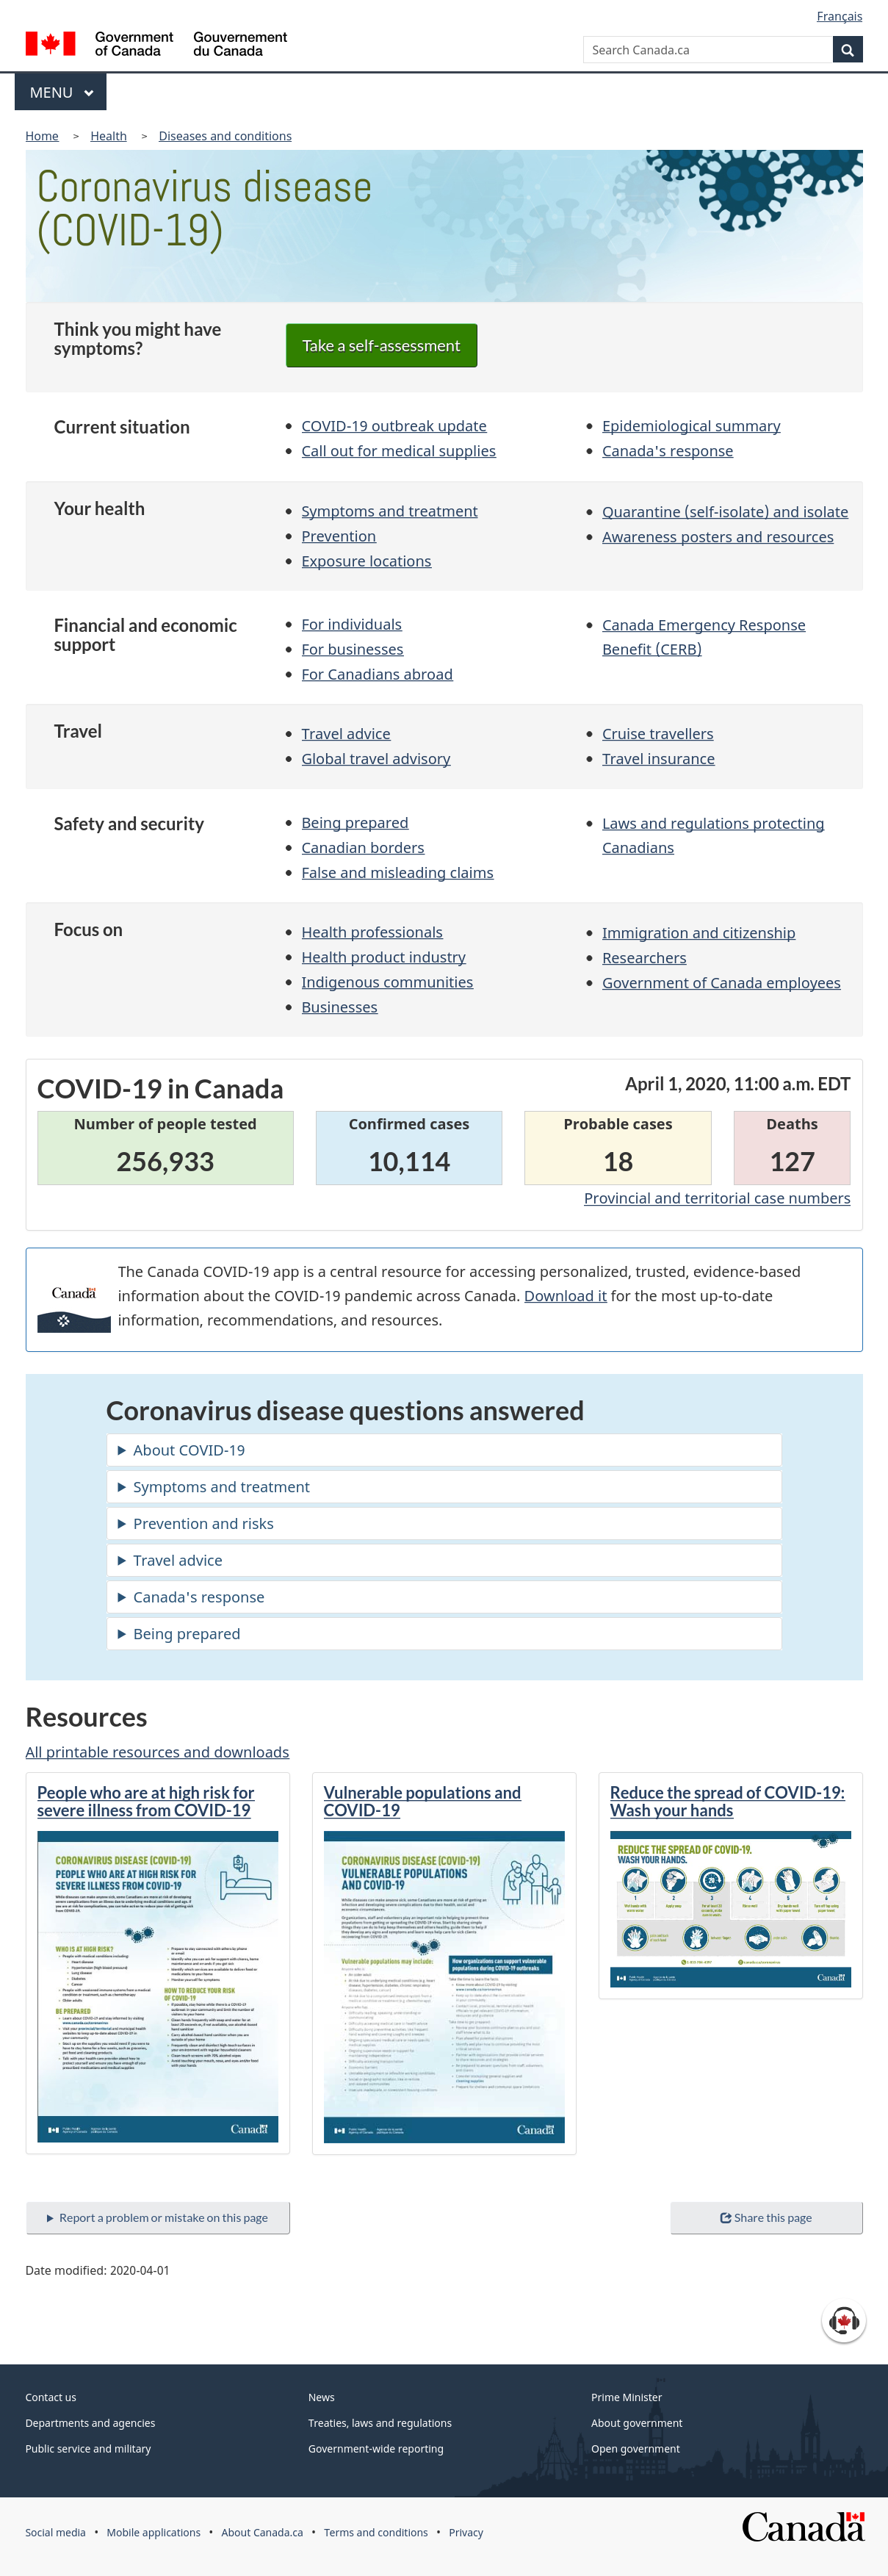 Français
Government
of Canada
Gouvernement
du Canada
Search Canada.ca
MENU
Home > Health > Diseases and conditions
Coronavirus disease
(COVID-19)
Think you might have
symptoms?
Take a self-assessment
Current situation
COVID-19 outbreak update
Call out for medical supplies
Epidemiological summary
Canada's response
Your health
Symptoms and treatment
Prevention
Exposure locations
Quarantine (self-isolate) and isolate
Awareness posters and resources
Financial and economic
support
For individuals
For businesses
For Canadians abroad
Canada Emergency Response
Benefit (CERB)
Travel
Travel advice
Global travel advisory
Cruise travellers
Travel insurance
Safety and security
Being prepared
Canadian borders
False and misleading claims
Laws and regulations protecting
Canadians
Focus on
Health professionals
Health product industry
Indigenous communities
Businesses
Immigration and citizenship
Researchers
Government of Canada employees
COVID-19 in Canada
April 1, 2020, 11:00 a.m. EDT
Number of people tested
256,933
Confirmed cases
10,114
Probable cases
18
Deaths
127
Provincial and territorial case numbers
Canada
The Canada COVID-19 app is a central resource for accessing personalized, trusted, evidence-based
information about the COVID-19 pandemic across Canada. Download it for the most up-to-date
information, recommendations, and resources.
Coronavirus disease questions answered
About COVID-19
Symptoms and treatment
Prevention and risks
Travel advice
Canada's response
Being prepared
Resources
All printable resources and downloads
People who are at high risk for
severe illness from COVID-19
CORONAVIRUS DISEASE (COVID-19)
PEOPLE WHO ARE AT HIGH RISK FOR
SEVERE ILLNESS FROM COVID-19
WHO IS AT HIGH RISK?
BE PREPARED
HOW TO REDUCE YOUR RISK
OF COVID-19
Canada
Vulnerable populations and
COVID-19
CORONAVIRUS DISEASE (COVID-19)
VULNERABLE POPULATIONS
AND COVID-19
Vulnerable populations may include:
How organizations can support vulnerable
populations during COVID-19 outbreaks
Canada
Reduce the spread of COVID-19:
Wash your hands
REDUCE THE SPREAD OF COVID-19.
WASH YOUR HANDS.
1 2 3 4 5 6
Canada
Report a problem or mistake on this page
Share this page
Date modified: 2020-04-01
Contact us
Departments and agencies
Public service and military
News
Treaties, laws and regulations
Government-wide reporting
Prime Minister
About government
Open government
Social media • Mobile applications • About Canada.ca • Terms and conditions • Privacy
Canada